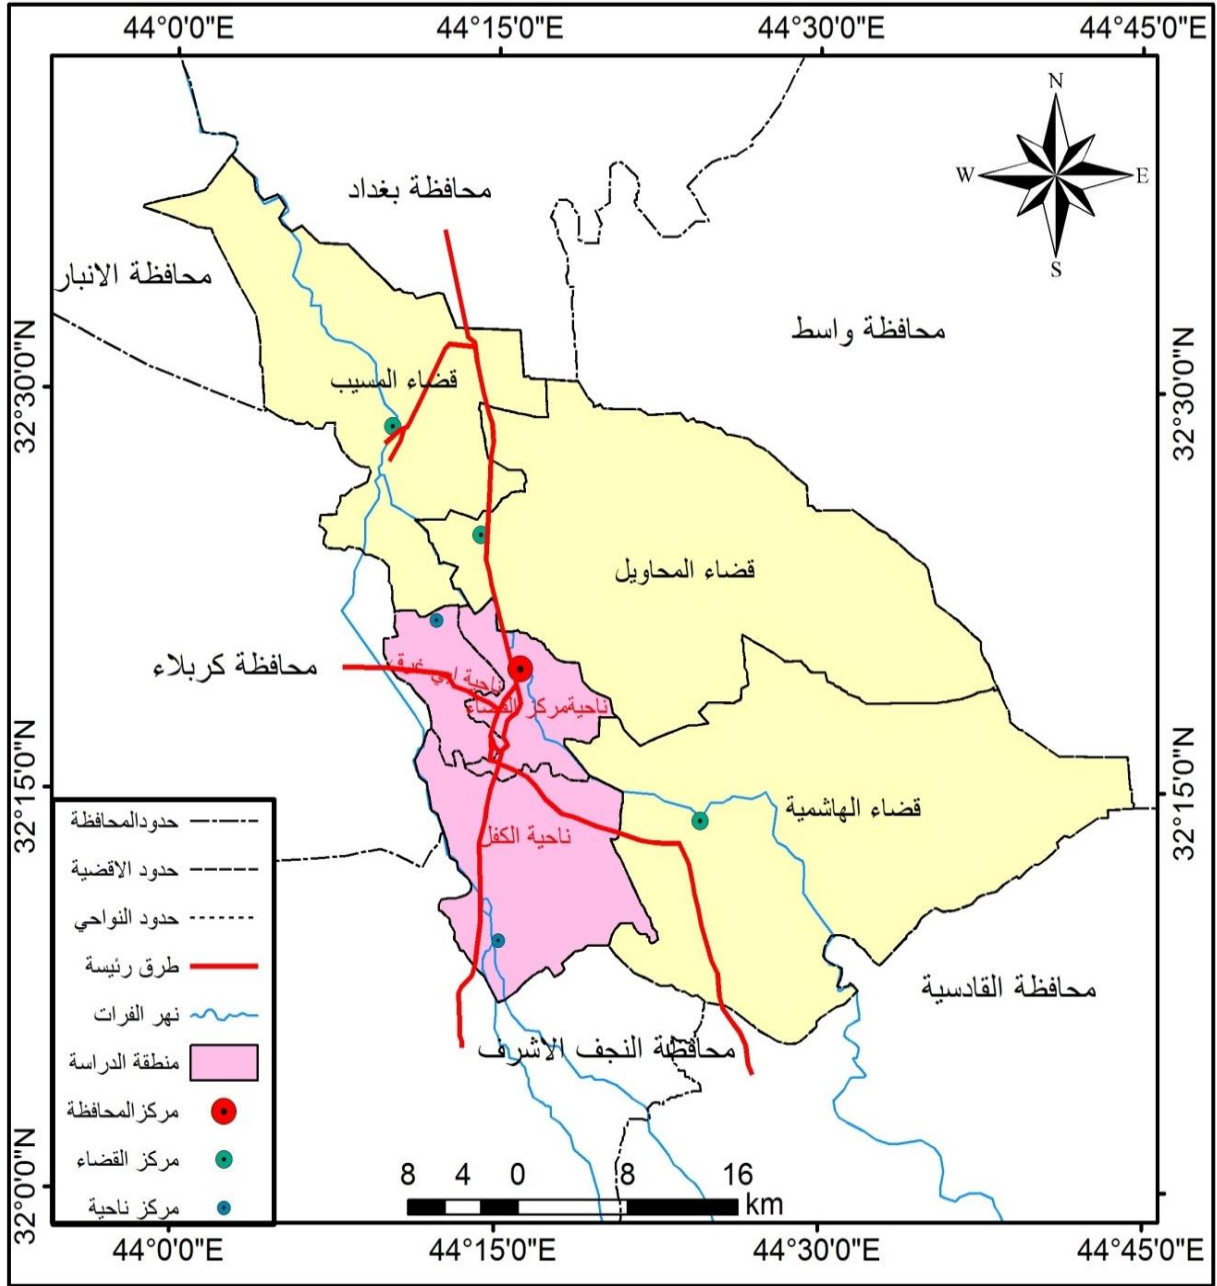 44°0'0"E 44°15'0"E 44°30'0"E 44°45'0"E
N
W E
S
محافظة بغداد
محافظة الانبار
محافظة واسط
32°30'0"N
32°30'0"N
قضاء المسيب
قضاء المحاويل
محافظة كربلاء
ناحية ابي غرق
ناحيةمركز القضاء
32°15'0"N
32°15'0"N
قضاء الهاشمية
ناحية الكفل
محافظة القادسية
محافظة النجف الاشرف
حدودالمحافظة
حدود الاقضية
حدود النواحي
طرق رئيسة
نهر الفرات
منطقة الدراسة
مركزالمحافظة
مركز القضاء
مركز ناحية
32°0'0"N
8 4 0 8 16
km
44°0'0"E 44°15'0"E 44°30'0"E 44°45'0"E